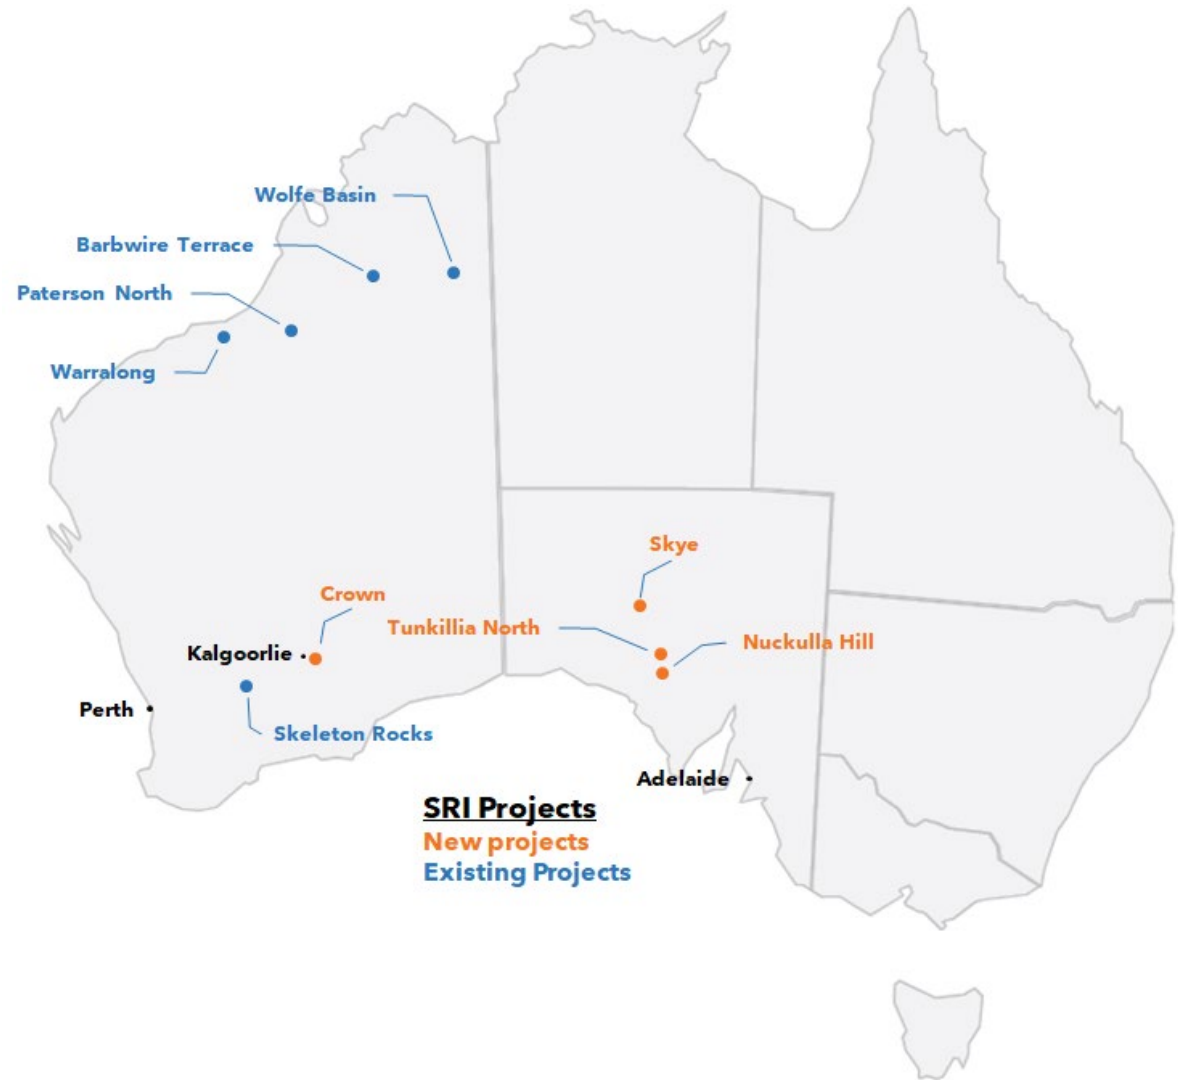 Wolfe Basin
Barbwire Terrace
Paterson North
Warralong
Skye
Crown
Tunkillia North
Nuckulla Hill
Kalgoorlie
Perth
Skeleton Rocks
Adelaide
SRI Projects
New projects
Existing Projects